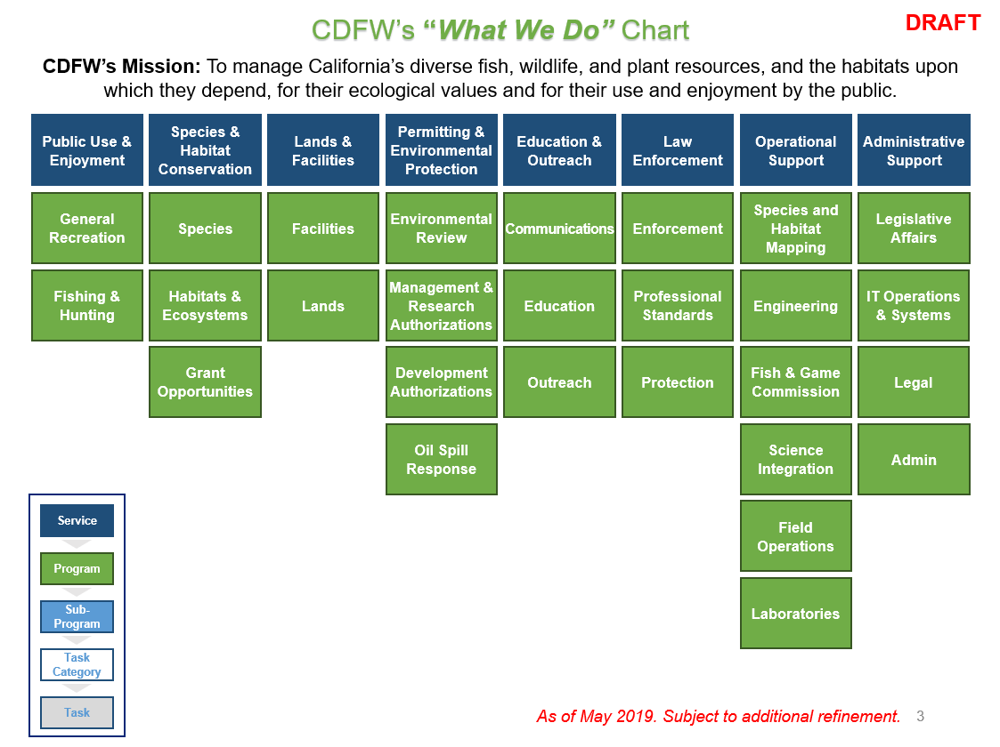 CDFW's “What We Do” Chart
DRAFT
CDFW's Mission: To manage California's diverse fish, wildlife, and plant resources, and the habitats upon
which they depend, for their ecological values and for their use and enjoyment by the public.
Public Use &
Enjoyment
General
Recreation
Fishing &
Hunting
Species &
Habitat
Conservation
Species
Habitats &
Ecosystems
Grant
Opportunities
Lands &
Facilities
Facilities
Lands
Permitting &
Environmental
Protection
Environmental
Review
Management &
Research
Authorizations
Development
Authorizations
Oil Spill
Response
Education &
Outreach
Communications
Education
Outreach
Law
Enforcement
Enforcement
Professional
Standards
Protection
Operational
Support
Species and
Habitat
Mapping
Engineering
Fish & Game
Commission
Science
Integration
Field
Operations
Laboratories
Administrative
Support
Legislative
Affairs
IT Operations
& Systems
Legal
Admin
Service
Program
Sub-
Program
Task
Category
Task
As of May 2019. Subject to additional refinement.
3